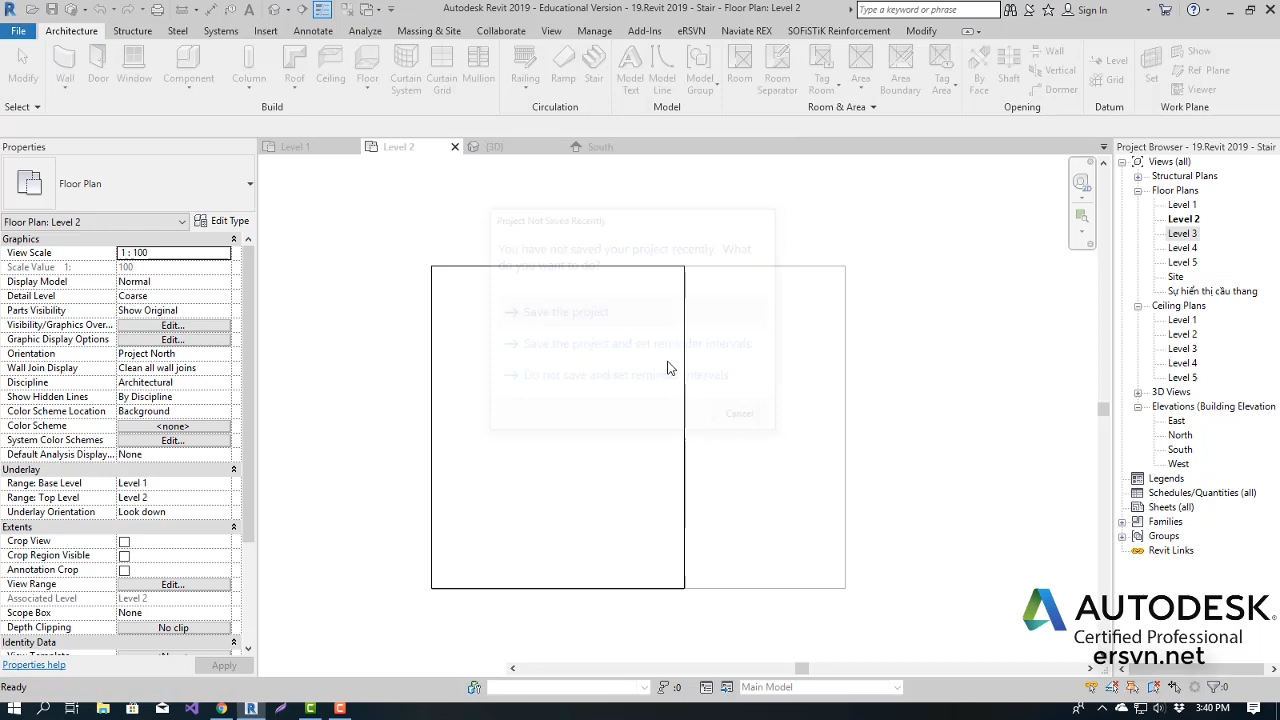 Autodesk Revit 2019 - Educational Version - 19.Revit 2019 - Stair - Floor Plan: Level 2
Type a keyword or phrase
Sign In
File Architecture Structure Steel Systems Insert Annotate Analyze Massing & Site Collaborate View Manage Add-Ins eRSVN Naviate REX SOFiSTiK Reinforcement Modify
Modify Wall Door Window Component Column Roof Ceiling Floor Curtain System Curtain Grid Mullion Railing Ramp Stair Model Text Model Line Model Group Room Room Separator Tag Room Area Area Boundary Tag Area By Face Shaft Wall Vertical Dormer Level Grid Set Show Ref Plane Viewer
Select Build Circulation Model Room & Area Opening Datum Work Plane
Properties
Level 1 Level 2 {3D} South
Project Browser - 19.Revit 2019 - Stair
Floor Plan
Floor Plan: Level 2 Edit Type
Graphics
View Scale 1 : 100
Scale Value 1: 100
Display Model Normal
Detail Level Coarse
Parts Visibility Show Original
Visibility/Graphics Over... Edit...
Graphic Display Options Edit...
Orientation Project North
Wall Join Display Clean all wall joins
Discipline Architectural
Show Hidden Lines By Discipline
Color Scheme Location Background
Color Scheme <none>
System Color Schemes Edit...
Default Analysis Display... None
Underlay
Range: Base Level Level 1
Range: Top Level Level 2
Underlay Orientation Look down
Extents
Crop View
Crop Region Visible
Annotation Crop
View Range Edit...
Associated Level Level 2
Scope Box None
Depth Clipping No clip
Identity Data
Properties help Apply
Project Not Saved Recently
You have not saved your project recently. What
do you want to do?
Save the project
Save the project and set reminder intervals
Do not save and set reminder intervals
Cancel
Views (all)
Structural Plans
Floor Plans
Level 1
Level 2
Level 3
Level 4
Level 5
Site
Sự hiển thị cầu thang
Ceiling Plans
Level 1
Level 2
Level 3
Level 4
Level 5
3D Views
Elevations (Building Elevation
East
North
South
West
Legends
Schedules/Quantities (all)
Sheets (all)
Families
Groups
Revit Links
AUTODESK.
Certified Professional
ersvn.net
Ready
:0
Main Model
:0
3:40 PM